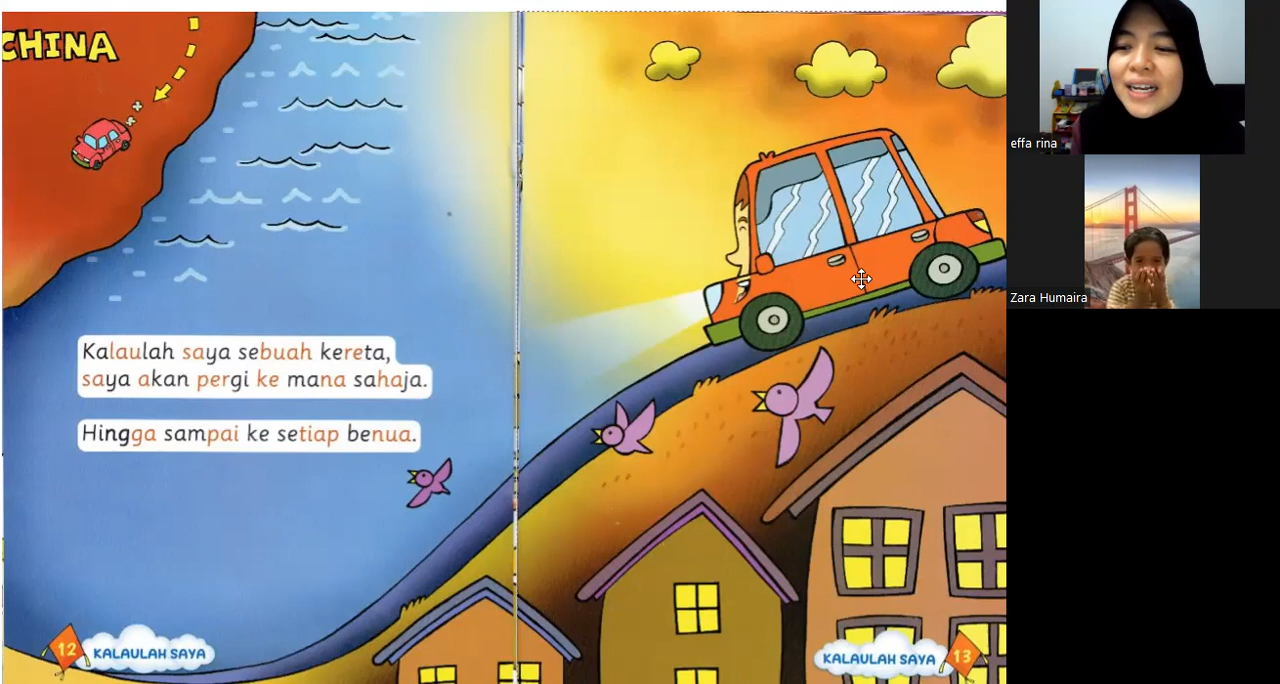 CHINA
Kalaulah saya sebuah kereta,
saya akan pergi ke mana sahaja.
Hingga sampai ke setiap benua.
12 KALAULAH SAYA
KALAULAH SAYA 13
effa rina
Zara Humaira